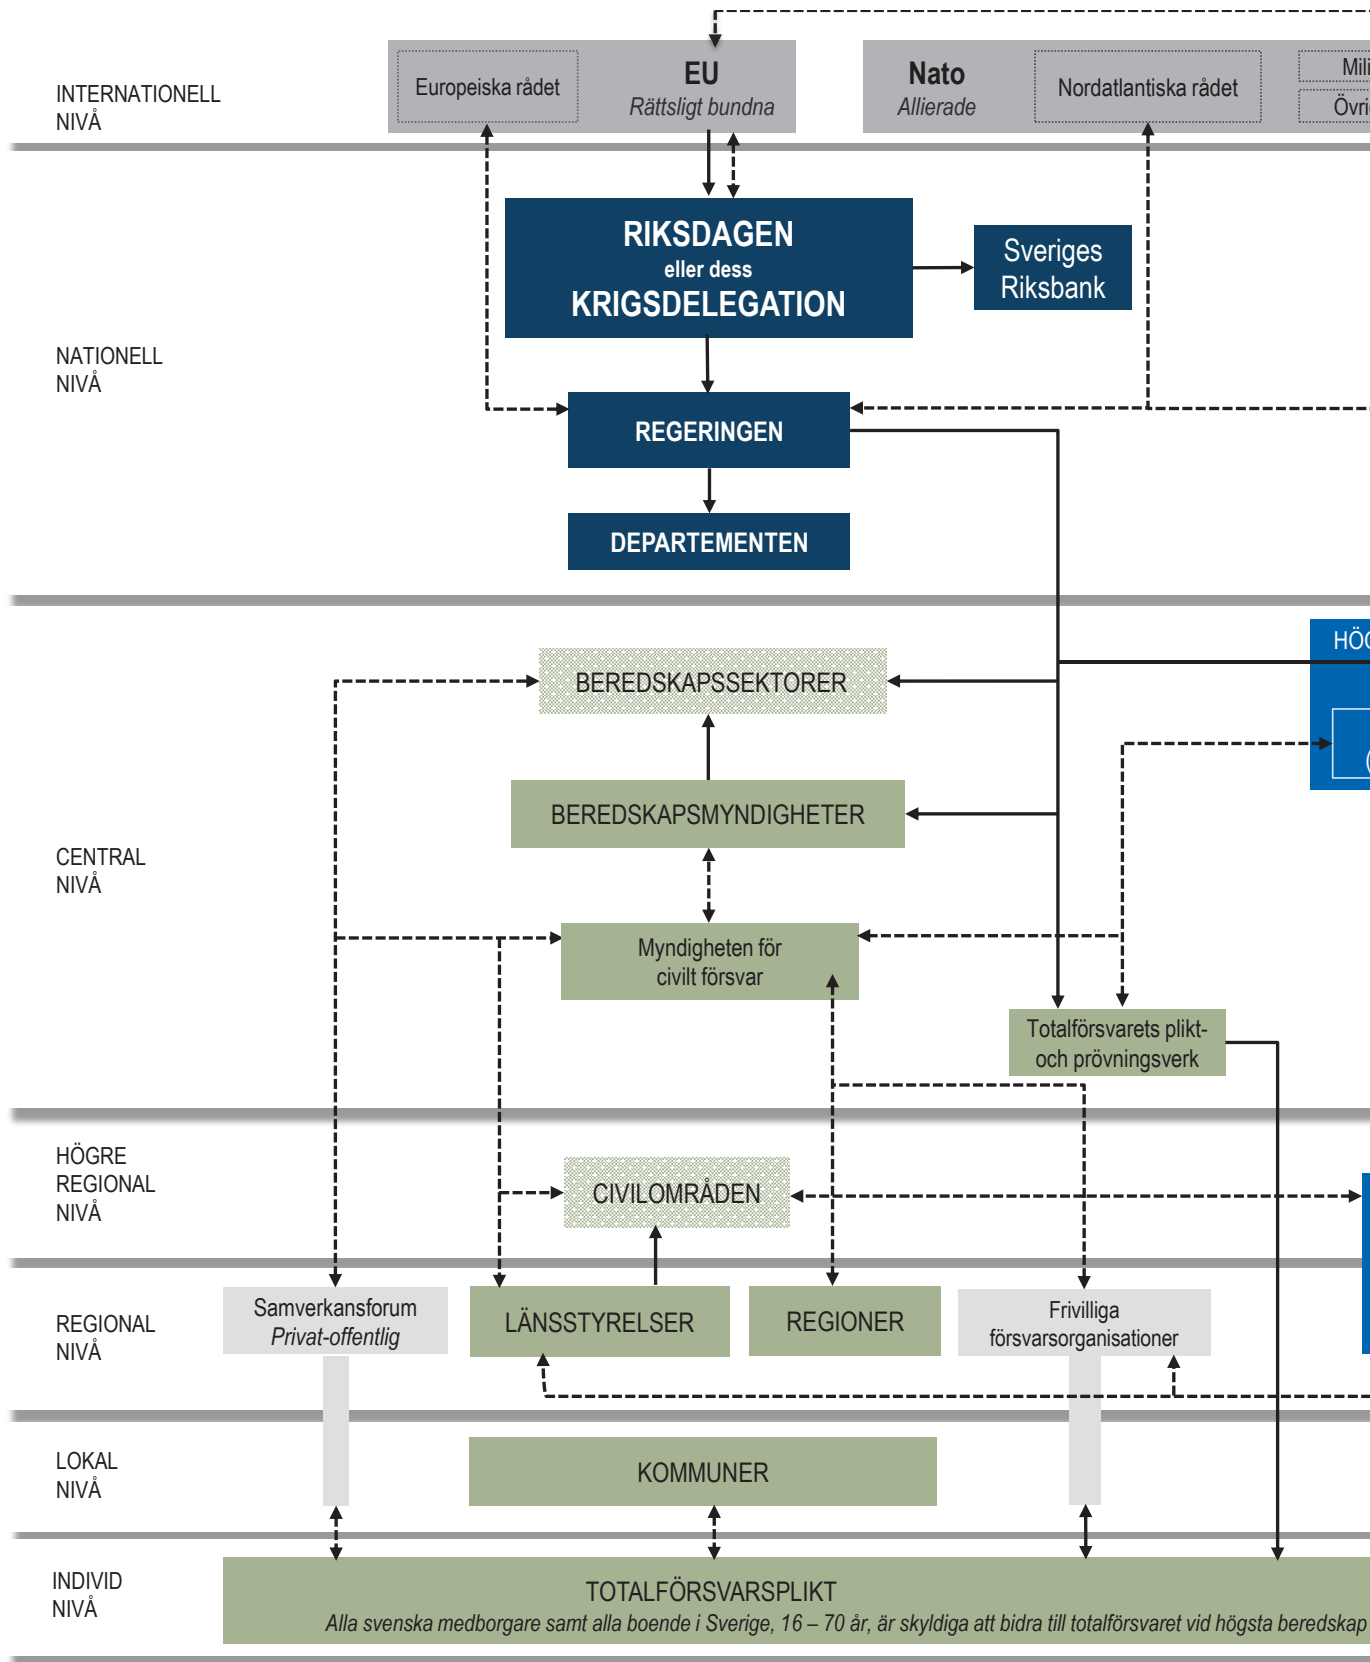 INTERNATIONELL
NIVÅ
Europeiska rådet
EU
Rättsligt bundna
Nato
Allierade
Nordatlantiska rådet
NATIONELL
NIVÅ
RIKSDAGEN
eller dess
KRIGSDELEGATION
Sveriges
Riksbank
REGERINGEN
DEPARTEMENTEN
CENTRAL
NIVÅ
BEREDSKAPSSEKTORER
BEREDSKAPSMYNDIGHETER
Myndigheten för
civilt försvar
Totalförsvarets plikt-
och prövningsverk
HÖGRE
REGIONAL
NIVÅ
CIVILOMRÅDEN
REGIONAL
NIVÅ
Samverkansforum
Privat-offentlig
LÄNSSTYRELSER
REGIONER
Frivilliga
försvarsorganisationer
LOKAL
NIVÅ
KOMMUNER
INDIVID
NIVÅ
TOTALFÖRSVARSPLIKT
Alla svenska medborgare samt alla boende i Sverige, 16 – 70 år, är skyldiga att bidra till totalförsvaret vid högsta beredskap